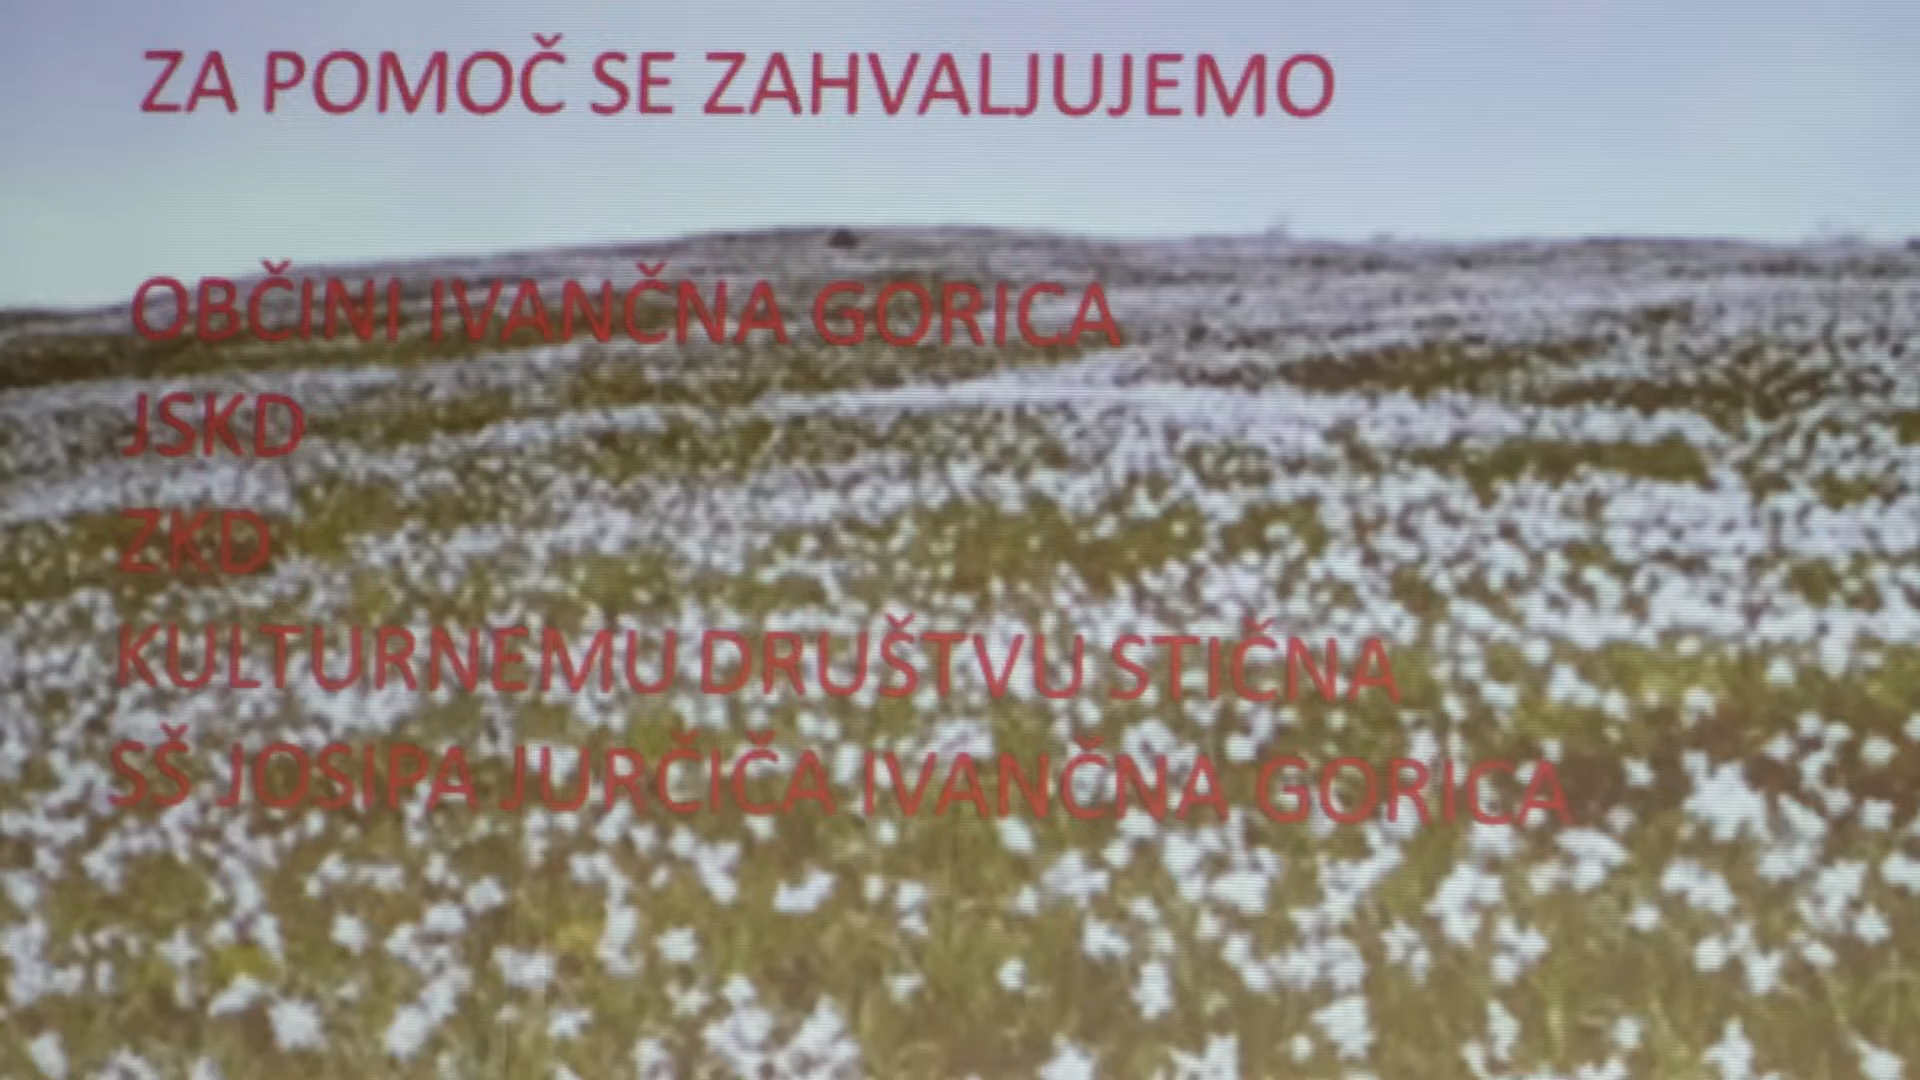 ZA POMOČ SE ZAHVALJUJEMO
OBČINI IVANČNA GORICA
JSKD
ZKD
KULTURNEMU DRUŠTVU STIČNA
SŠ JOSIPA JURČIČA IVANČNA GORICA